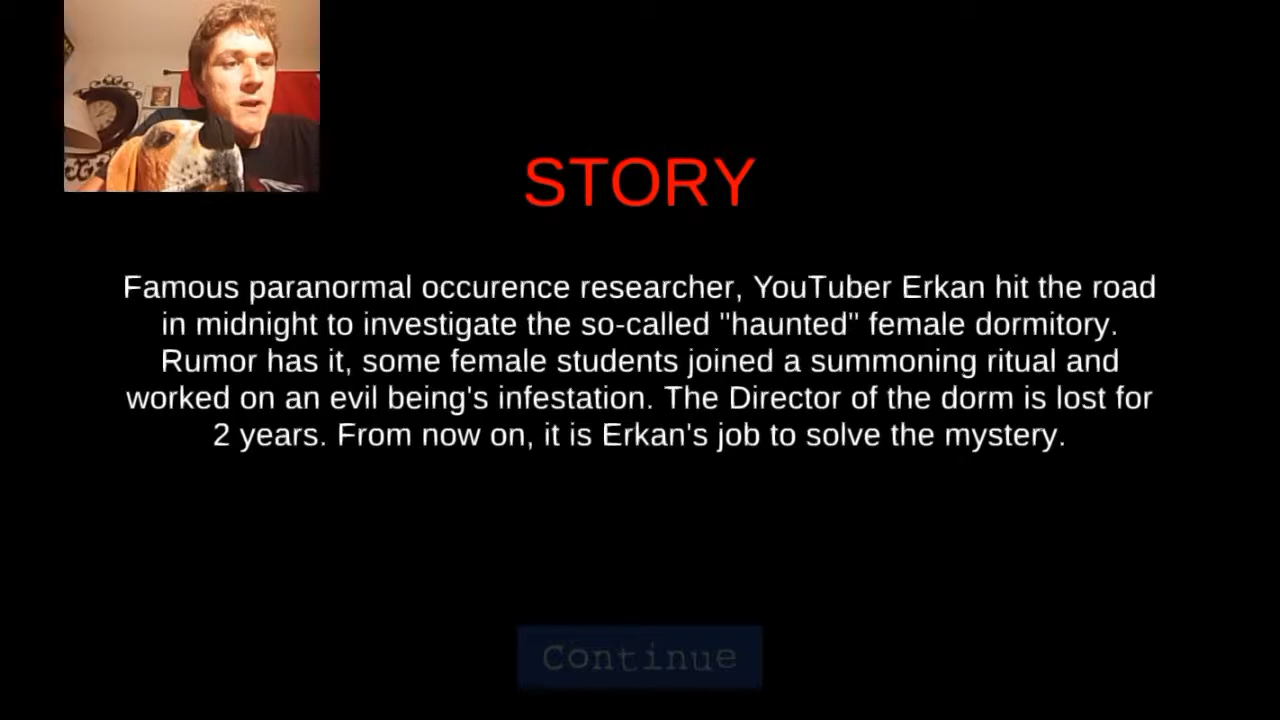 STORY
Famous paranormal occurence researcher, YouTuber Erkan hit the road
in midnight to investigate the so-called "haunted" female dormitory.
Rumor has it, some female students joined a summoning ritual and
worked on an evil being's infestation. The Director of the dorm is lost for
2 years. From now on, it is Erkan's job to solve the mystery.
Continue